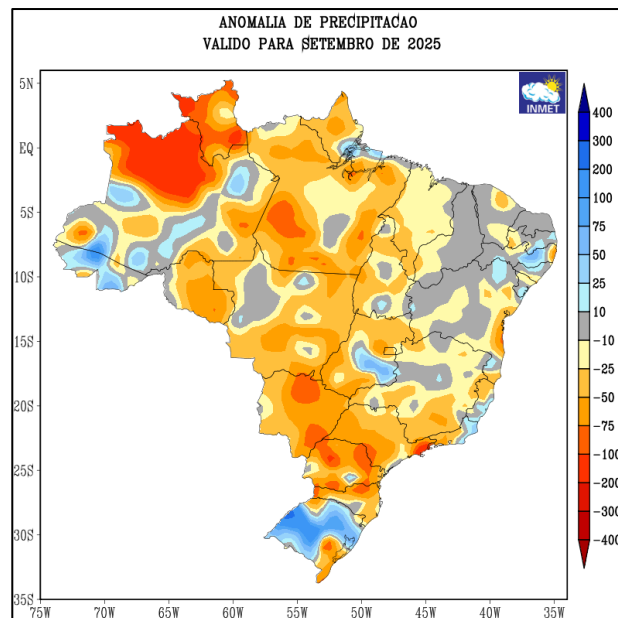 ANOMALIA DE PRECIPITACAO
VALIDO PARA SETEMBRO DE 2025
INMET
5N
EQ
5S
10S
15S
20S
25S
30S
35S
75W 70W 65W 60W 55W 50W 45W 40W 35W
400
300
200
100
75
50
25
10
-10
-25
-50
-75
-100
-200
-300
-400